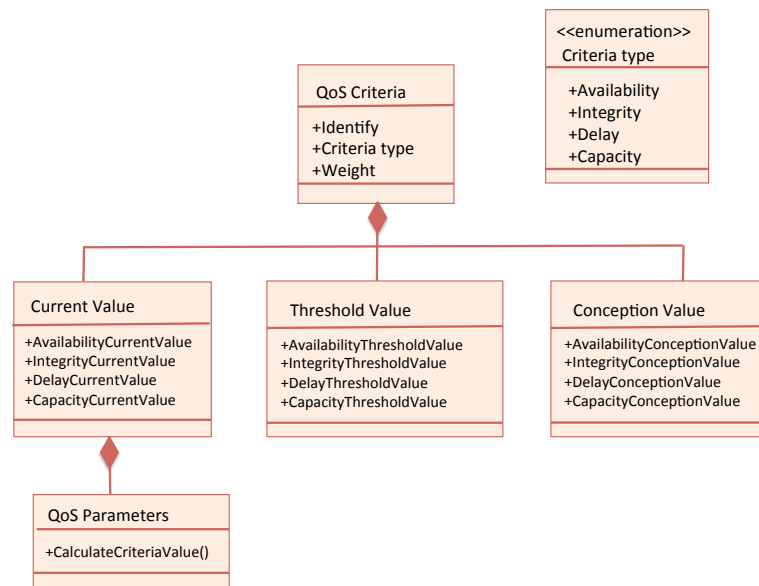 <<enumeration>>
Criteria type
+Availability
+Integrity
+Delay
+Capacity
QoS Criteria
+Identify
+Criteria type
+Weight
Current Value
+AvailabilityCurrentValue
+IntegrityCurrentValue
+DelayCurrentValue
+CapacityCurrentValue
Threshold Value
+AvailabilityThresholdValue
+IntegrityThresholdValue
+DelayThresholdValue
+CapacityThresholdValue
Conception Value
+AvailabilityConceptionValue
+IntegrityConceptionValue
+DelayConceptionValue
+CapacityConceptionValue
QoS Parameters
+CalculateCriteriaValue()